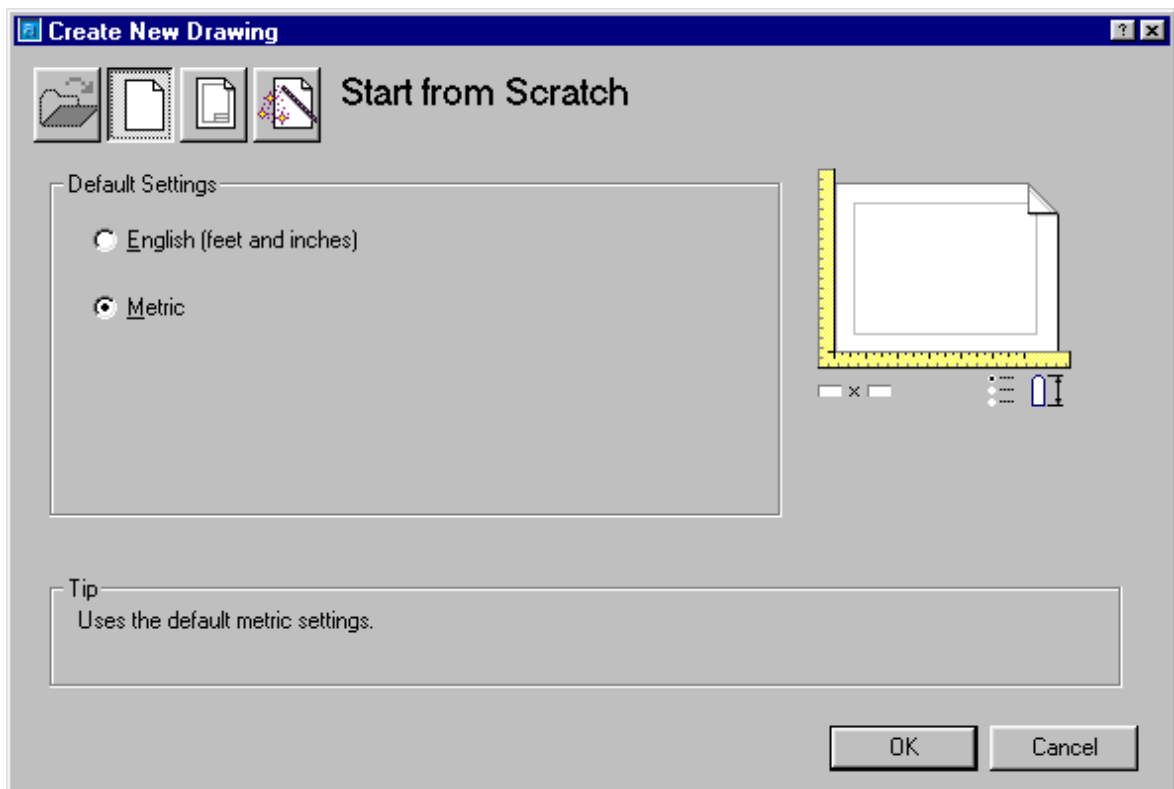 Create New Drawing
Start from Scratch
Default Settings
English (feet and inches)
Metric
Tip
Uses the default metric settings.
OK
Cancel